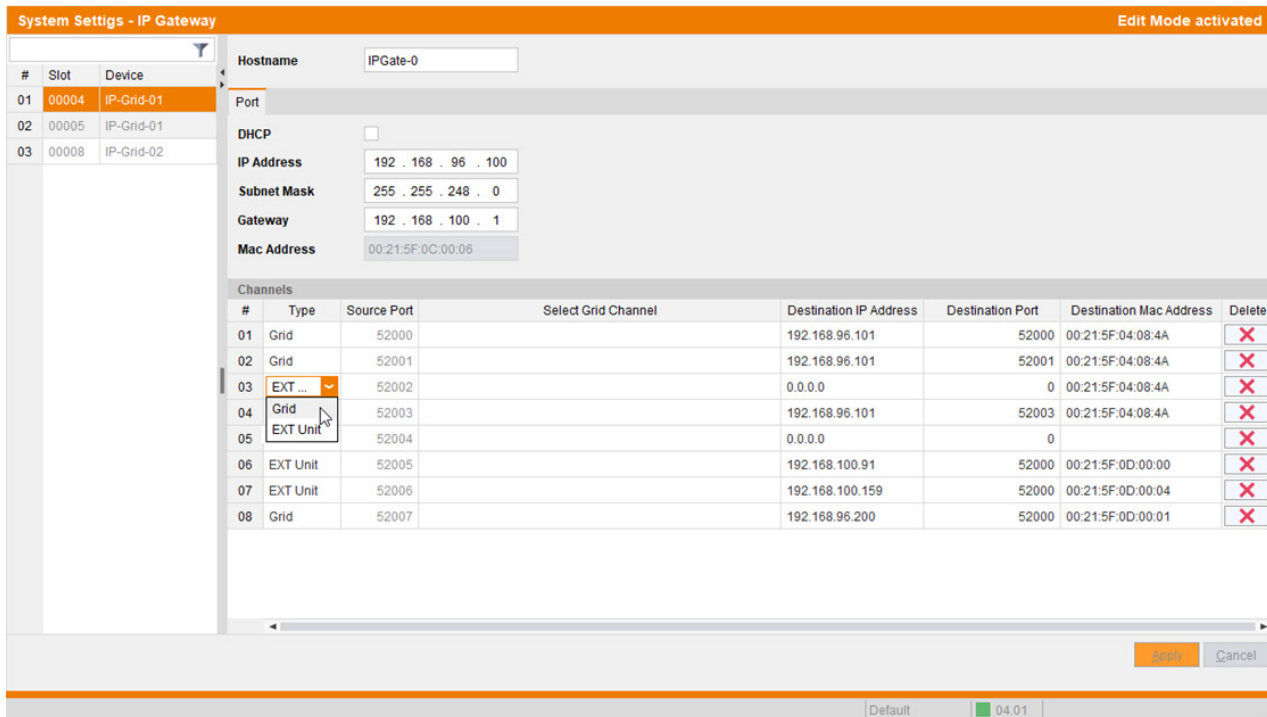 System Settigs - IP Gateway Edit Mode activated
# Slot Device
01 00004 IP-Grid-01
02 00005 IP-Grid-01
03 00008 IP-Grid-02
Hostname IPGate-0
Port
DHCP
IP Address 192 . 168 . 96 . 100
Subnet Mask 255 . 255 . 248 . 0
Gateway 192 . 168 . 100 . 1
Mac Address 00:21:5F:0C:00:06
Channels
# Type Source Port Select Grid Channel Destination IP Address Destination Port Destination Mac Address Delete
01 Grid 52000 192.168.96.101 52000 00:21:5F:04:08:4A
02 Grid 52001 192.168.96.101 52001 00:21:5F:04:08:4A
03 EXT ... 52002 0.0.0.0 0 00:21:5F:04:08:4A
Grid
04 52003 192.168.96.101 52003 00:21:5F:04:08:4A
EXT Unit
05 52004 0.0.0.0 0
06 EXT Unit 52005 192.168.100.91 52000 00:21:5F:0D:00:00
07 EXT Unit 52006 192.168.100.159 52000 00:21:5F:0D:00:04
08 Grid 52007 192.168.96.200 52000 00:21:5F:0D:00:01
Apply Cancel
Default 04.01